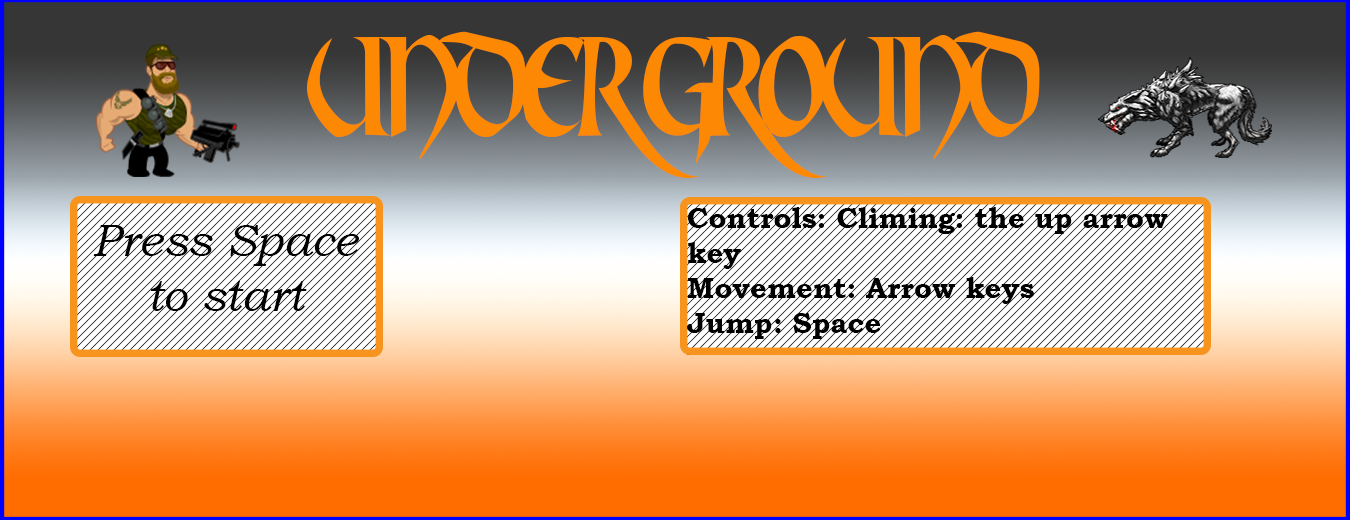 UNDERGROUND
Press Space
to start
Controls: Climing: the up arrow
key
Movement: Arrow keys
Jump: Space